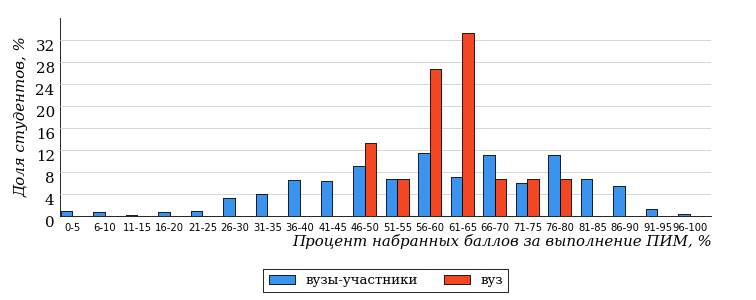 Доля студентов, %
32
28
24
20
16
12
8
4
0
0-5 6-10 11-15 16-20 21-25 26-30 31-35 36-40 41-45 46-50 51-55 56-60 61-65 66-70 71-75 76-80 81-85 86-90 91-95 96-100
Процент набранных баллов за выполнение ПИМ, %
вузы-участники вуз